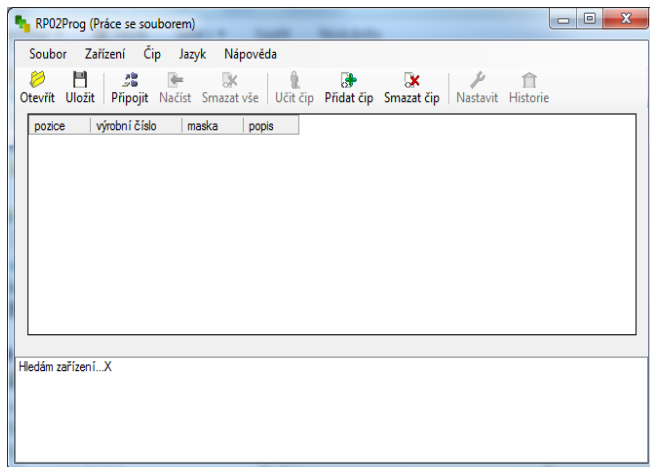 RP02Prog (Práce se souborem)
Soubor Zařízení Čip Jazyk Nápovéda
Otevřít Uložit Připojit Načíst Smazat vše Učit čip Přidat čip Smazat čip Nastavit Historie
pozice výrobní číslo maska popis
Hledám zařízení...X